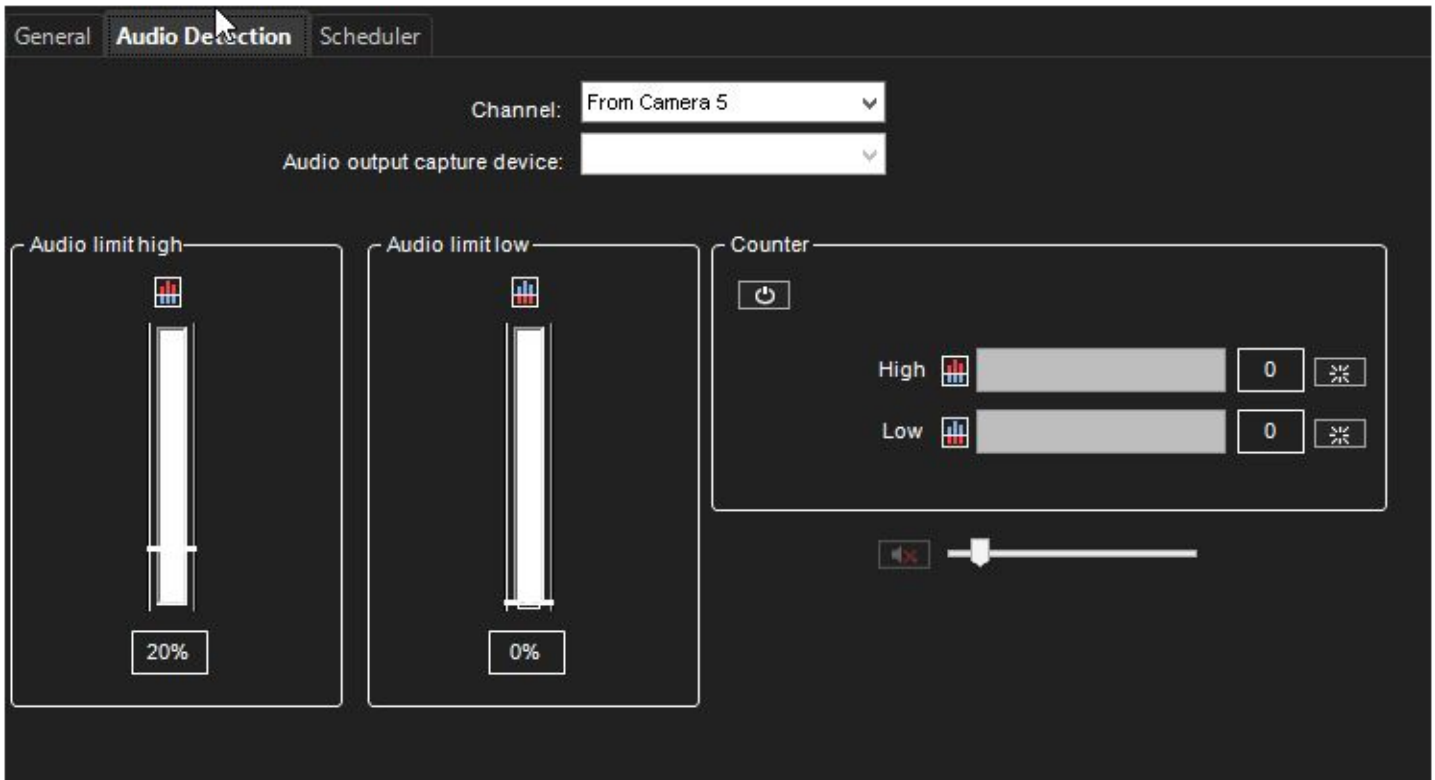 General Audio Detection Scheduler
Channel: From Camera 5
Audio output capture device:
Audio limit high Audio limit low Counter
High 0
Low 0
20% 0%